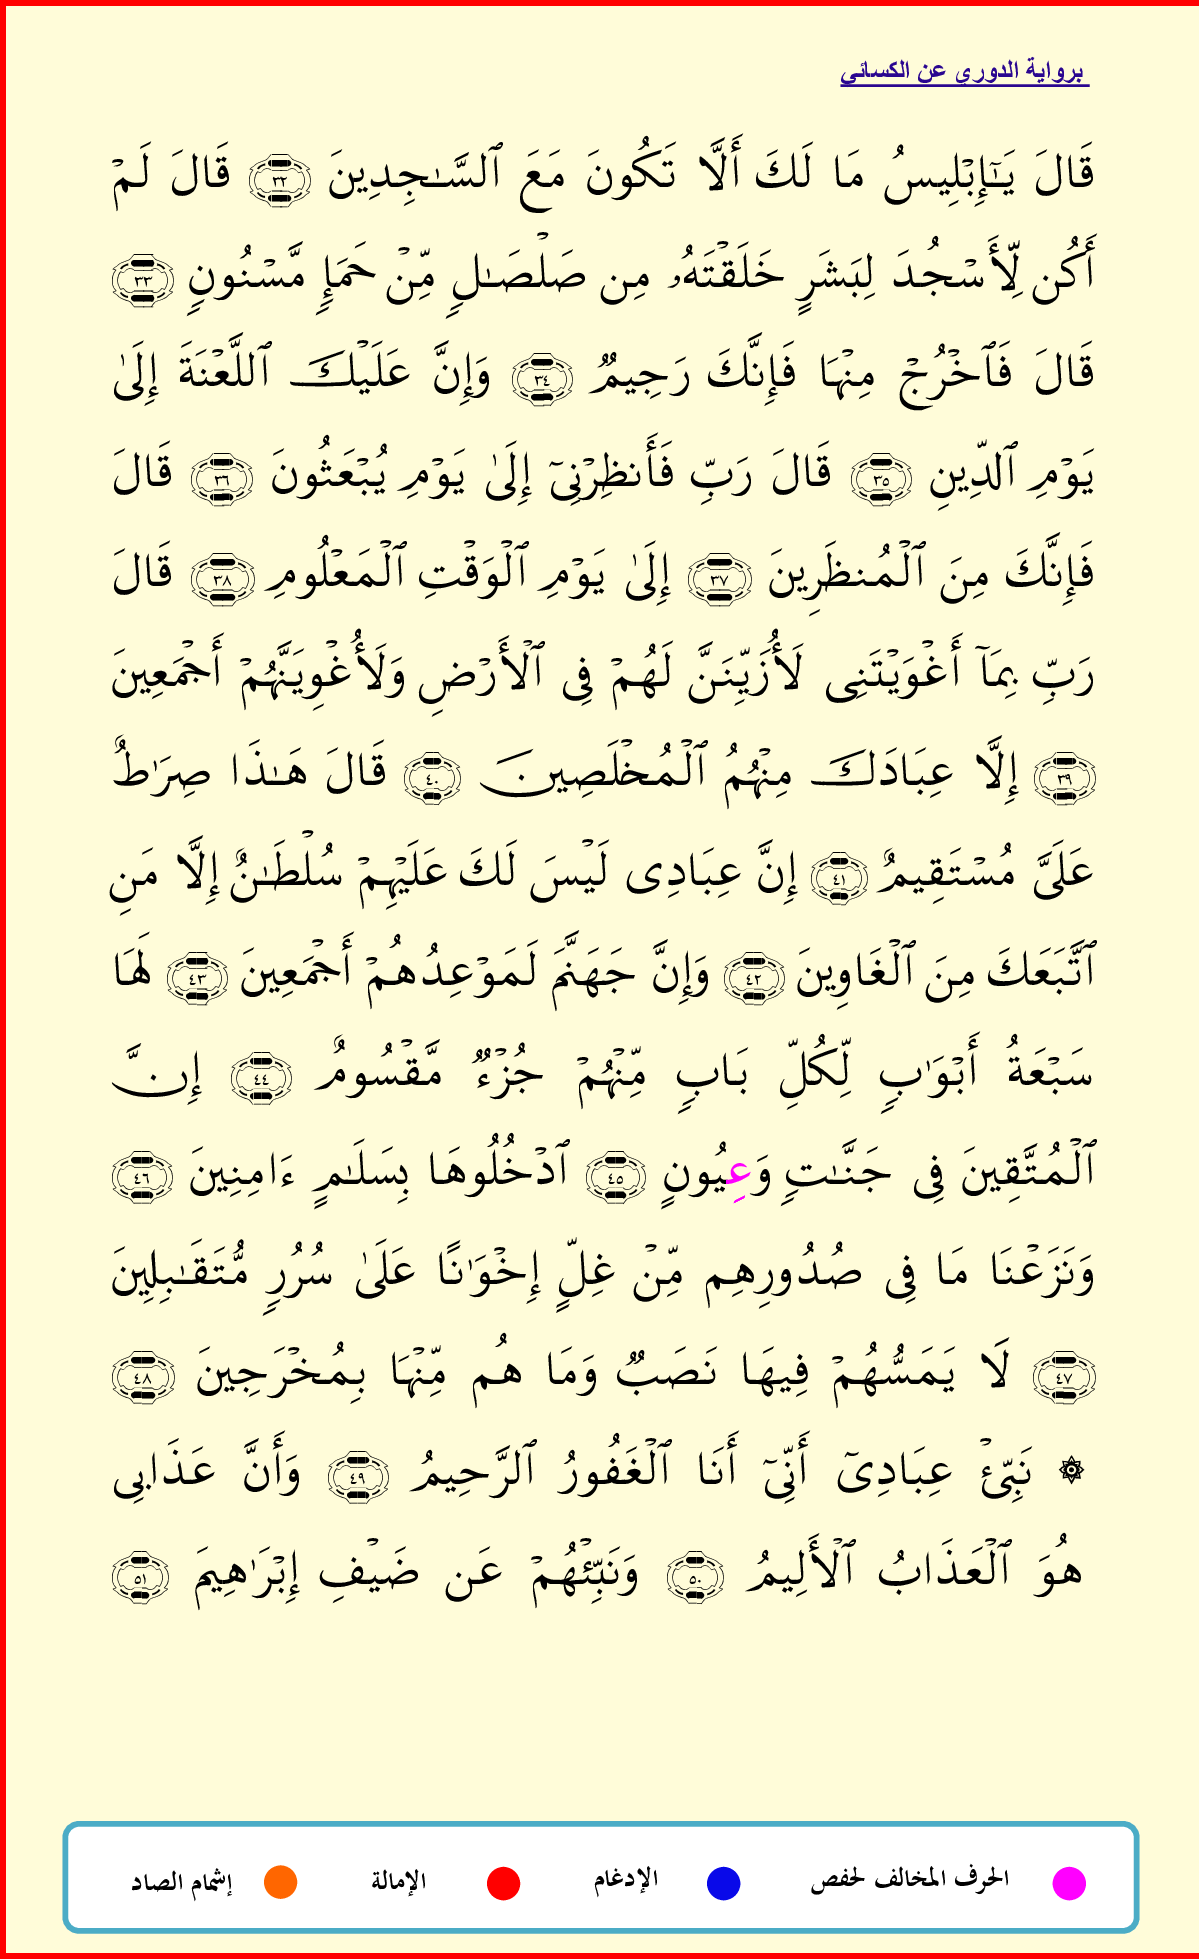 برواية الدوري عن الكسائي
قَالَ يَـٰٓإِبْلِيسُ مَا لَكَ أَلَّا تَكُونَ مَعَ ٱلسَّـٰجِدِينَ ٣٢ قَالَ لَمْ
أَكُن لِّأَسْجُدَ لِبَشَرٍ خَلَقْتَهُۥ مِن صَلْصَـٰلٍ مِّنْ حَمَإٍ مَّسْنُونٍ ٣٣
قَالَ فَٱخْرُجْ مِنْهَا فَإِنَّكَ رَجِيمٌ ٣٤ وَإِنَّ عَلَيْكَ ٱللَّعْنَةَ إِلَىٰ
يَوْمِ ٱلدِّينِ ٣٥ قَالَ رَبِّ فَأَنظِرْنِىٓ إِلَىٰ يَوْمِ يُبْعَثُونَ ٣٦ قَالَ
فَإِنَّكَ مِنَ ٱلْمُنظَرِينَ ٣٧ إِلَىٰ يَوْمِ ٱلْوَقْتِ ٱلْمَعْلُومِ ٣٨ قَالَ
رَبِّ بِمَآ أَغْوَيْتَنِى لَأُزَيِّنَنَّ لَهُمْ فِى ٱلْأَرْضِ وَلَأُغْوِيَنَّهُمْ أَجْمَعِينَ
٣٩ إِلَّا عِبَادَكَ مِنْهُمُ ٱلْمُخْلَصِينَ ٤٠ قَالَ هَـٰذَا صِرَٰطٌ
عَلَىَّ مُسْتَقِيمٌ ٤١ إِنَّ عِبَادِى لَيْسَ لَكَ عَلَيْهِمْ سُلْطَـٰنٌ إِلَّا مَنِ
ٱتَّبَعَكَ مِنَ ٱلْغَاوِينَ ٤٢ وَإِنَّ جَهَنَّمَ لَمَوْعِدُهُمْ أَجْمَعِينَ ٤٣ لَهَا
سَبْعَةُ أَبْوَٰبٍ لِّكُلِّ بَابٍ مِّنْهُمْ جُزْءٌ مَّقْسُومٌ ٤٤ إِنَّ
ٱلْمُتَّقِينَ فِى جَنَّـٰتٍ وَعِيُونٍ ٤٥ ٱدْخُلُوهَا بِسَلَـٰمٍ ءَامِنِينَ ٤٦
وَنَزَعْنَا مَا فِى صُدُورِهِم مِّنْ غِلٍّ إِخْوَٰنًا عَلَىٰ سُرُرٍ مُّتَقَـٰبِلِينَ
٤٧ لَا يَمَسُّهُمْ فِيهَا نَصَبٌ وَمَا هُم مِّنْهَا بِمُخْرَجِينَ ٤٨
۞ نَبِّئْ عِبَادِىٓ أَنِّىٓ أَنَا ٱلْغَفُورُ ٱلرَّحِيمُ ٤٩ وَأَنَّ عَذَابِى
هُوَ ٱلْعَذَابُ ٱلْأَلِيمُ ٥٠ وَنَبِّئْهُمْ عَن ضَيْفِ إِبْرَٰهِيمَ ٥١
الحرف المخالف لحفص الإدغام الإمالة إشمام الصاد